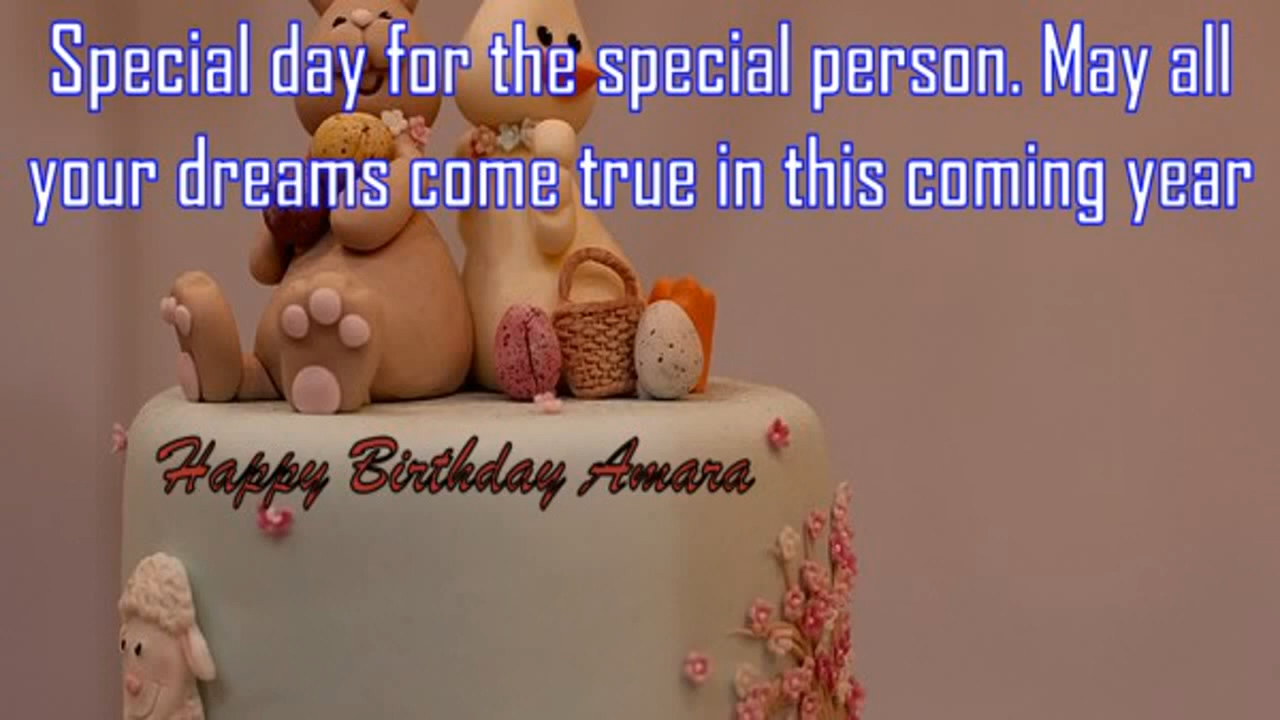 Special day for the special person. May all
your dreams come true in this coming year
Happy Birthday Amara